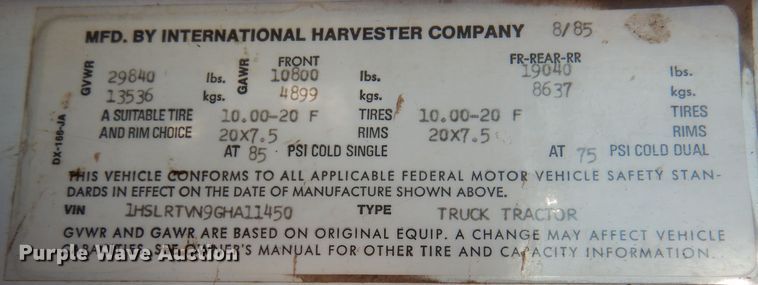 MFD. BY INTERNATIONAL HARVESTER COMPANY 8/85
GVWR 29840 lbs. GAWR FRONT 10800 lbs. FR-REAR-RR 19040 lbs.
13536 kgs. 4899 kgs. 8637 kgs.
A SUITABLE TIRE 10.00-20 F TIRES 10.00-20 F TIRES
AND RIM CHOICE 20X7.5 RIMS 20X7.5 RIMS
DX-166-JA
AT 85 PSI COLD SINGLE AT 75 PSI COLD DUAL
THIS VEHICLE CONFORMS TO ALL APPLICABLE FEDERAL MOTOR VEHICLE SAFETY STAN-
DARDS IN EFFECT ON THE DATE OF MANUFACTURE SHOWN ABOVE.
VIN 1HSLRTVN9GHA11450 TYPE TRUCK TRACTOR
GVWR AND GAWR ARE BASED ON ORIGINAL EQUIP. A CHANGE MAY AFFECT VEHICLE
SEE OWNER'S MANUAL FOR OTHER TIRE AND CAPACITY INFORMATION.
Purple Wave Auction